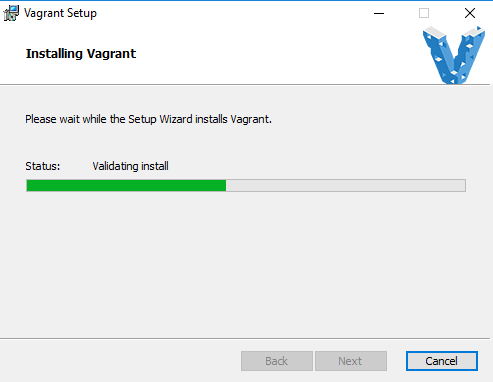 Vagrant Setup
Installing Vagrant
Please wait while the Setup Wizard installs Vagrant.
Status: Validating install
Back Next Cancel